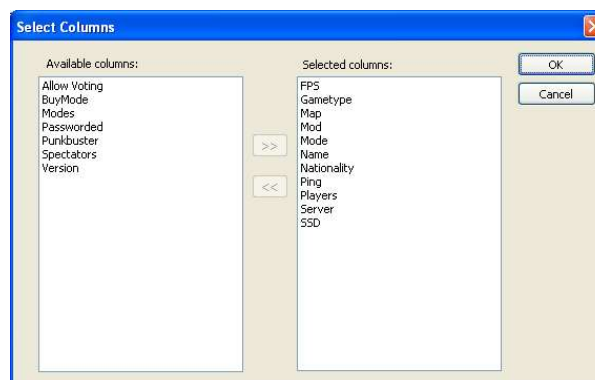 Select Columns
Available columns:
Allow Voting
BuyMode
Modes
Passworded
Punkbuster
Spectators
Version
>>
<<
Selected columns:
FPS
Gametype
Map
Mod
Mode
Name
Nationality
Ping
Players
Server
SSD
OK
Cancel